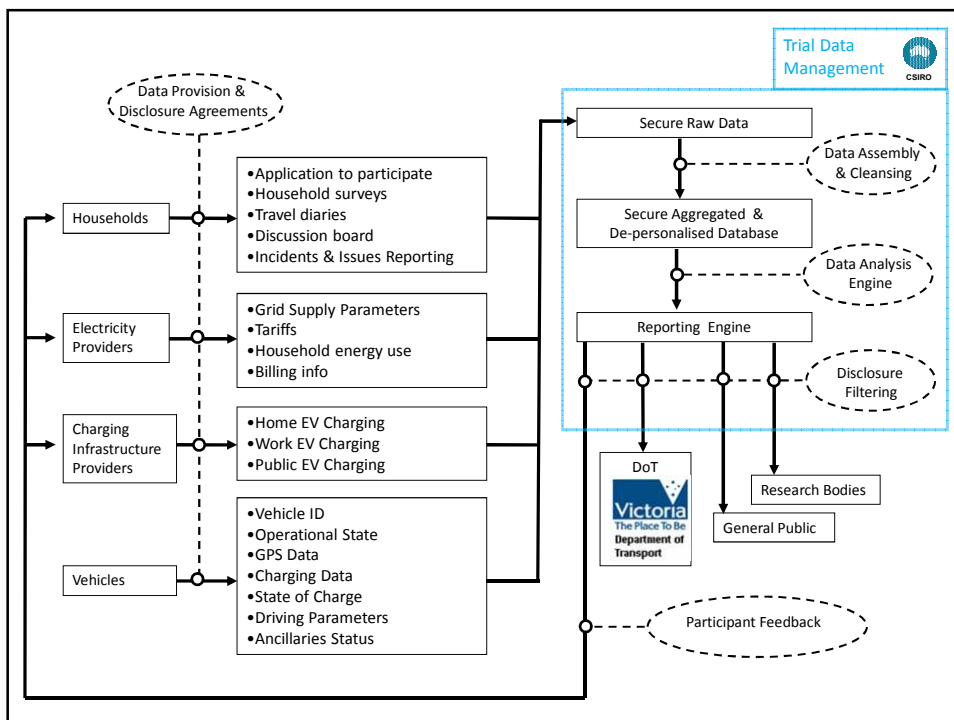 Trial Data
Management
CSIRO
Data Provision &
Disclosure Agreements
Secure Raw Data
Data Assembly
& Cleansing
Households
•Application to participate
•Household surveys
•Travel diaries
•Discussion board
•Incidents & Issues Reporting
Secure Aggregated &
De-personalised Database
Data Analysis
Engine
Electricity
Providers
•Grid Supply Parameters
•Tariffs
•Household energy use
•Billing info
Reporting Engine
Disclosure
Filtering
Charging
Infrastructure
Providers
•Home EV Charging
•Work EV Charging
•Public EV Charging
DoT
Victoria
The Place To Be
Department of
Transport
Research Bodies
General Public
Vehicles
•Vehicle ID
•Operational State
•GPS Data
•Charging Data
•State of Charge
•Driving Parameters
•Ancillaries Status
Participant Feedback